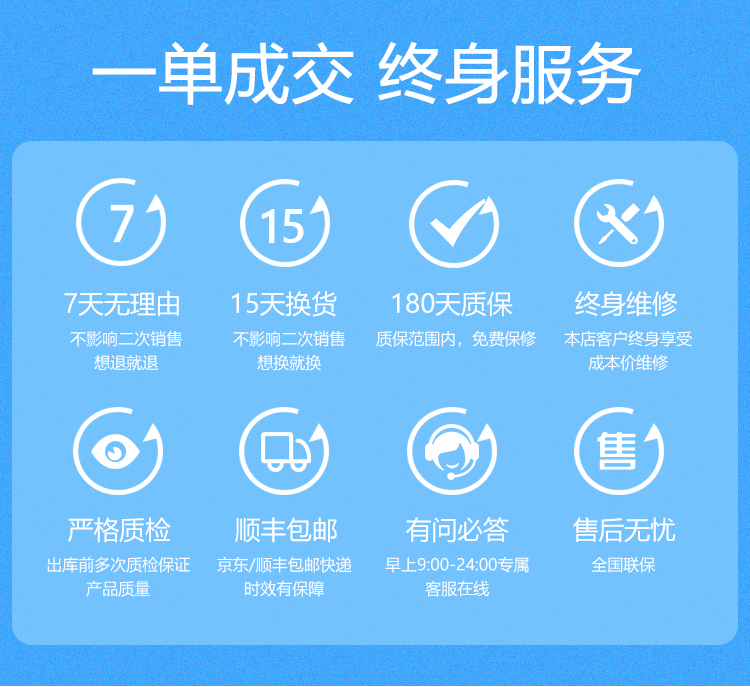 一单成交 终身服务
7
15
7天无理由
15天换货
180天质保
终身维修
不影响二次销售
想退就退
不影响二次销售
想换就换
质保范围内，免费保修
本店客户终身享受
成本价维修
售
严格质检
顺丰包邮
有问必答
售后无忧
出库前多次质检保证
产品质量
京东/顺丰包邮快递
时效有保障
早上9:00-24:00专属
客服在线
全国联保